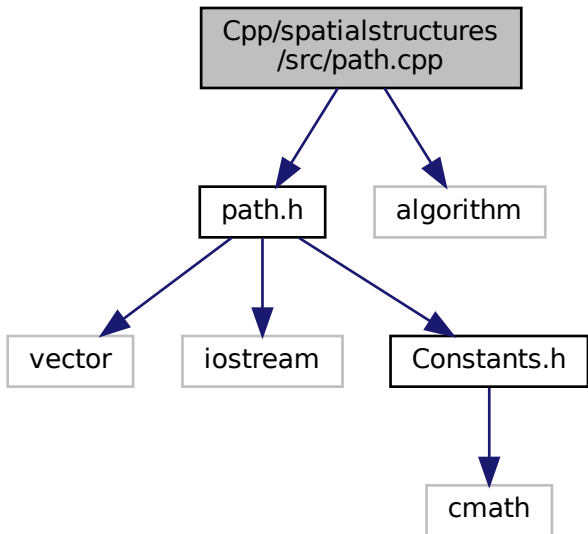 Cpp/spatialstructures
/src/path.cpp
path.h
algorithm
vector
iostream
Constants.h
cmath